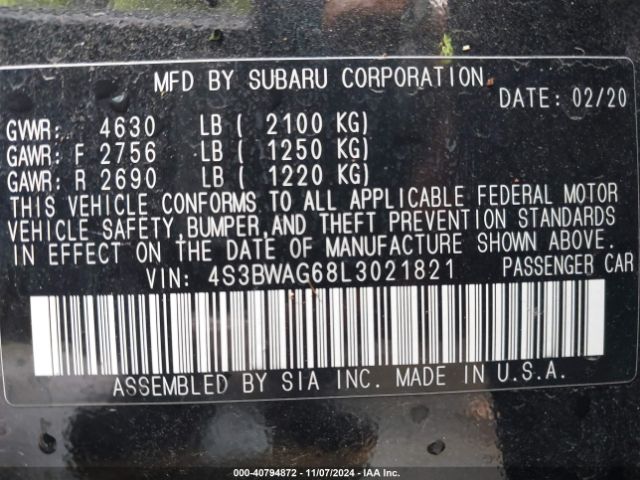 MFD BY SUBARU CORPORATION
DATE: 02/20
GVWR: 4630 LB ( 2100 KG)
GAWR: F 2756 LB ( 1250 KG)
GAWR: R 2690 LB ( 1220 KG)
THIS VEHICLE CONFORMS TO ALL APPLICABLE FEDERAL MOTOR
VEHICLE SAFETY,BUMPER,AND THEFT PREVENTION STANDARDS
IN EFFECT ON THE DATE OF MANUFACTURE SHOWN ABOVE.
VIN: 4S3BWAG68L3021821 PASSENGER CAR
ASSEMBLED BY SIA INC. MADE IN U.S.A.
000-40794872 — 11/07/2024 — IAA Inc.